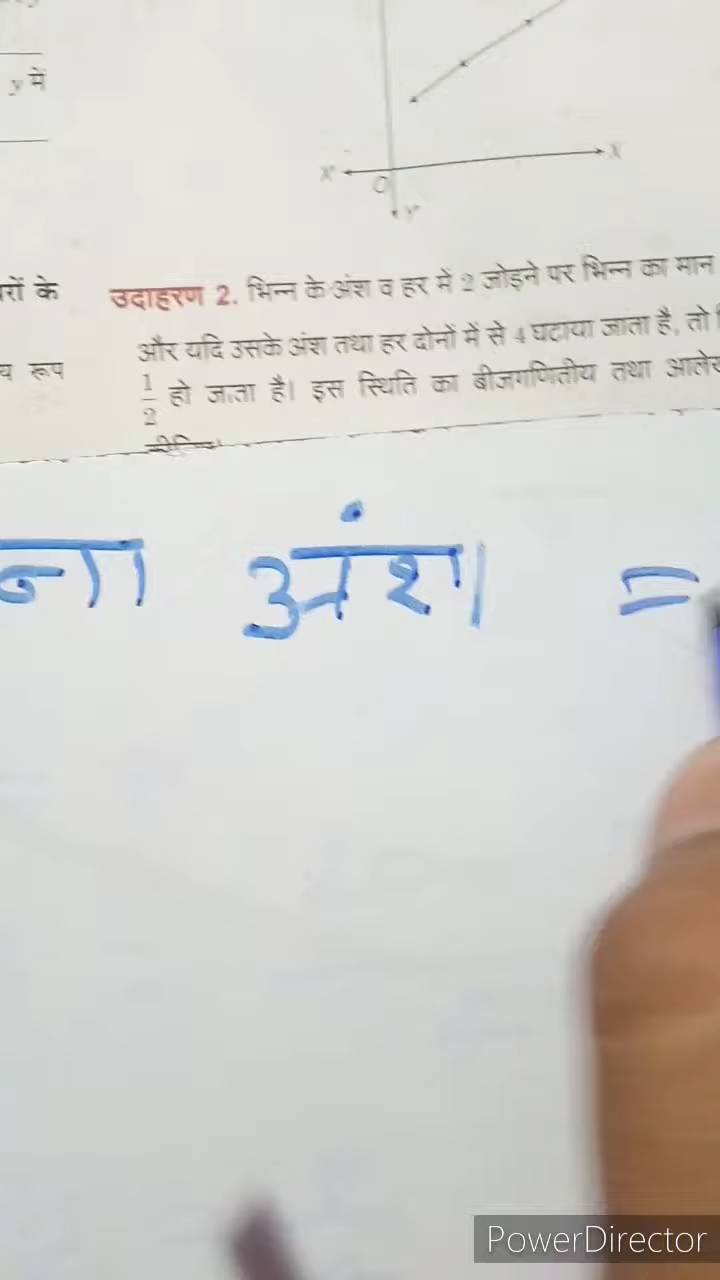 y में
X' X
O
Y'
रों के
उदाहरण 2. भिन्न के अंश व हर में 2 जोड़ने पर भिन्न का मान
और यदि उसके अंश तथा हर दोनों में से 4 घटाया जाता है, तो
रूप
1/2 हो जाता है। इस स्थिति का बीजगणितीय तथा
अंश =
PowerDirector